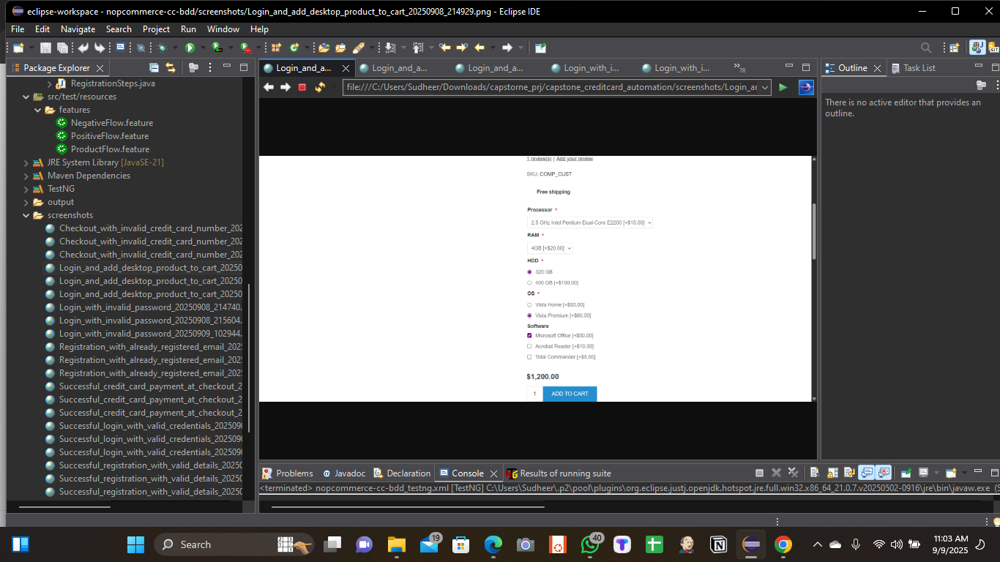 eclipse-workspace - nopcommerce-cc-bdd/screenshots/Login_and_add_desktop_product_to_cart_20250908_214929.png - Eclipse IDE
File Edit Navigate Search Project Run Window Help
Package Explorer
RegistrationSteps.java
src/test/resources
features
NegativeFlow.feature
PositiveFlow.feature
ProductFlow.feature
JRE System Library [JavaSE-21]
Maven Dependencies
TestNG
output
screenshots
Checkout_with_invalid_credit_card_number_202
Checkout_with_invalid_credit_card_number_202
Checkout_with_invalid_credit_card_number_202
Login_and_add_desktop_product_to_cart_20250
Login_and_add_desktop_product_to_cart_20250
Login_and_add_desktop_product_to_cart_20250
Login_with_invalid_password_20250908_214740.
Login_with_invalid_password_20250908_215604.
Login_with_invalid_password_20250909_102944.
Registration_with_already_registered_email_202
Registration_with_already_registered_email_202
Registration_with_already_registered_email_202
Successful_credit_card_payment_at_checkout_2
Successful_credit_card_payment_at_checkout_2
Successful_credit_card_payment_at_checkout_2
Successful_login_with_valid_credentials_202509
Successful_login_with_valid_credentials_202509
Successful_login_with_valid_credentials_202509
Successful_registration_with_valid_details_20250
Successful_registration_with_valid_details_20250
Successful_registration_with_valid_details_20250
Login_and_a... Login_and_a... Login_and_a... Login_with_i... Login_with_i... 78
file:///C:/Users/Sudheer/Downloads/capstorne_prj/capstone_creditcard_automation/screenshots/Login_ar
1 review(s) | Add your review
SKU: COMP_CUST
Free shipping
Processor *
2.5 GHz Intel Pentium Dual-Core E2200 [+$15.00]
RAM *
4GB [+$20.00]
HDD *
320 GB
400 GB [+$100.00]
OS *
Vista Home [+$50.00]
Vista Premium [+$60.00]
Software
Microsoft Office [+$50.00]
Acrobat Reader [+$10.00]
Total Commander [+$5.00]
$1,200.00
1 ADD TO CART
Outline Task List
There is no active editor that provides an
outline.
Problems Javadoc Declaration Console Results of running suite
<terminated> nopcommerce-cc-bdd_testng.xml [TestNG] C:\Users\Sudheer\.p2\pool\plugins\org.eclipse.justj.openjdk.hotspot.jre.full.win32.x86_64_21.0.7.v20250502-0916\jre\bin\javaw.exe (S
Search
19
40
11:03 AM
9/9/2025